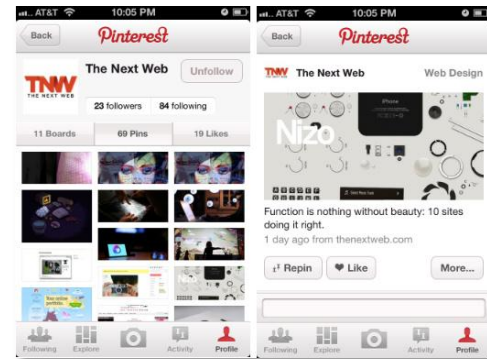 AT&T 10:05 PM
Back
Pinterest
TNW
THE NEXT WEB
The Next Web
Unfollow
23 followers 84 following
11 Boards 69 Pins 19 Likes
Nizo
Following Explore Activity Profile
AT&T 10:05 PM
Back
Pinterest
TNW
The Next Web
Web Design
iPhone
Nizo
Function is nothing without beauty: 10 sites
doing it right.
1 day ago from thenextweb.com
Repin Like More...
Following Explore Activity Profile